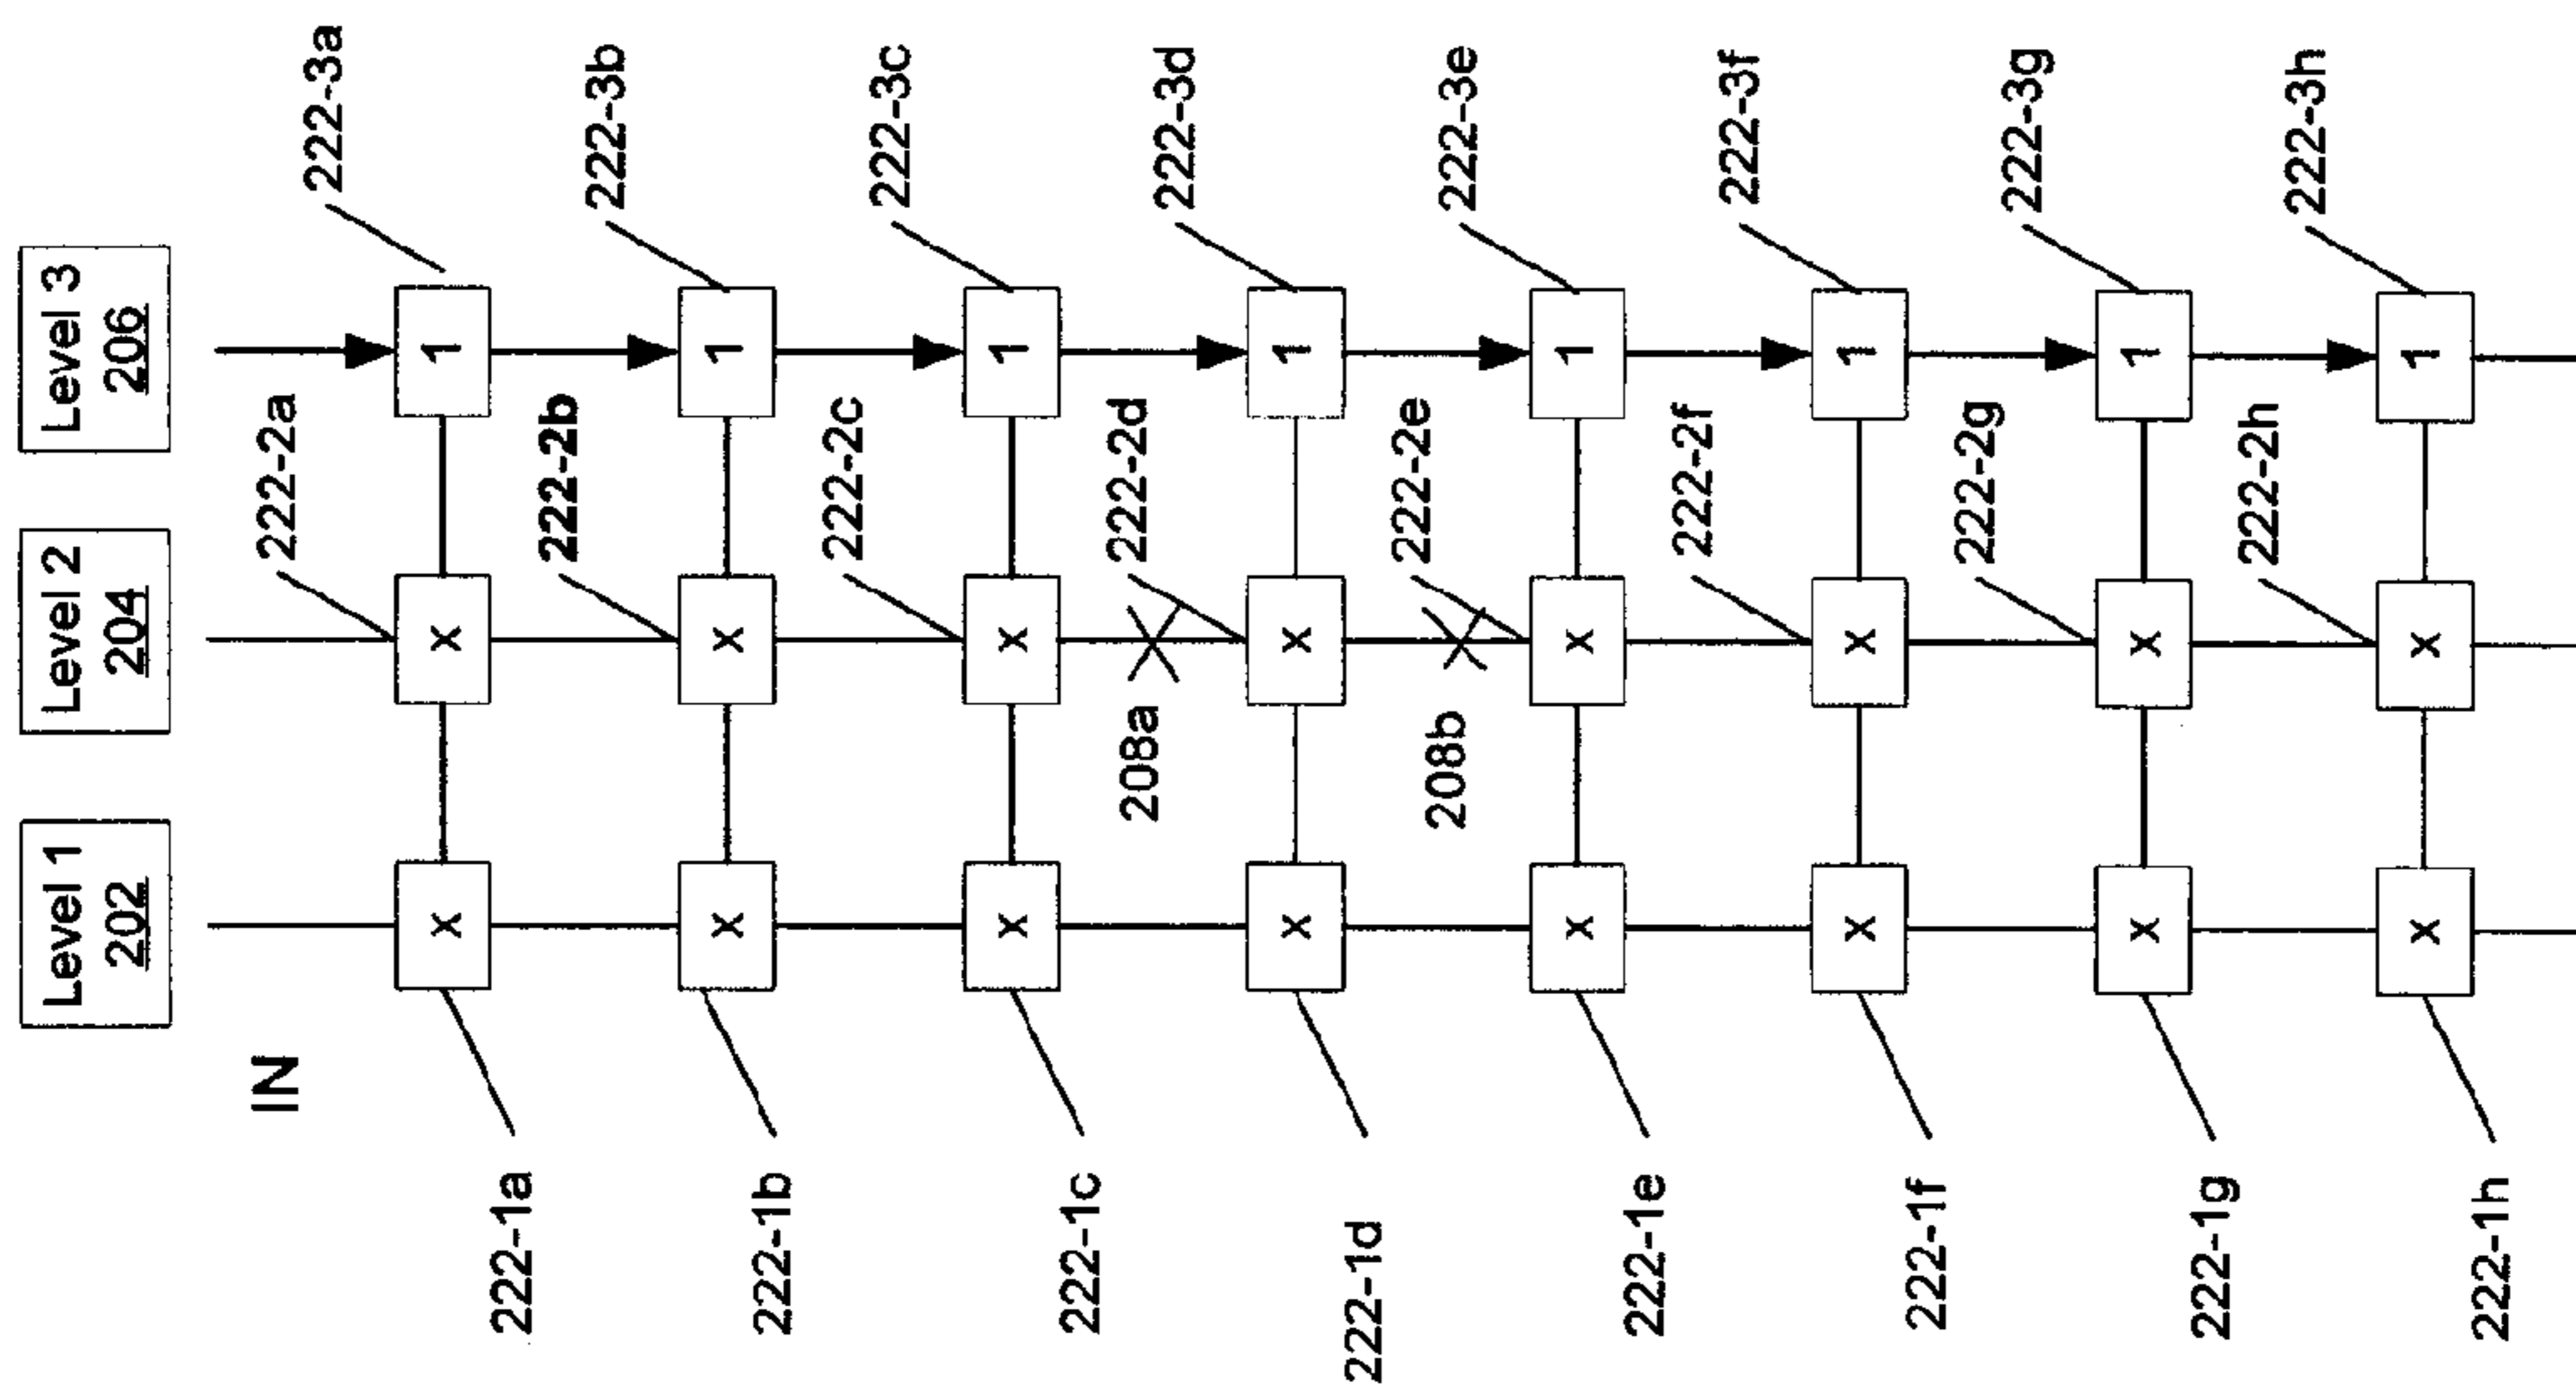 Level 1
202
Level 2
204
Level 3
206
IN
222-1a
222-2a
222-3a
X
X
1
222-1b
222-2b
222-3b
X
X
1
222-1c
222-2c
222-3c
X
X
1
208a
222-1d
222-2d
222-3d
X
X
1
208b
222-1e
222-2e
222-3e
X
X
1
222-1f
222-2f
222-3f
X
X
1
222-1g
222-2g
222-3g
X
X
1
222-1h
222-2h
222-3h
X
X
1